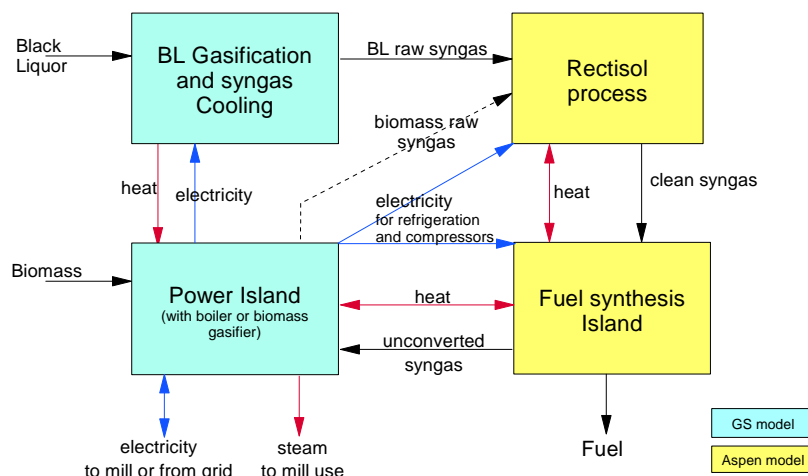 Black
Liquor
BL Gasification
and syngas
Cooling
BL raw syngas
Rectisol
process
biomass raw
syngas
heat
electricity
electricity
for refrigeration
and compressors
heat
clean syngas
Biomass
Power Island
(with boiler or biomass
gasifier)
heat
unconverted
syngas
Fuel synthesis
Island
electricity
to mill or from grid
steam
to mill use
Fuel
GS model
Aspen model